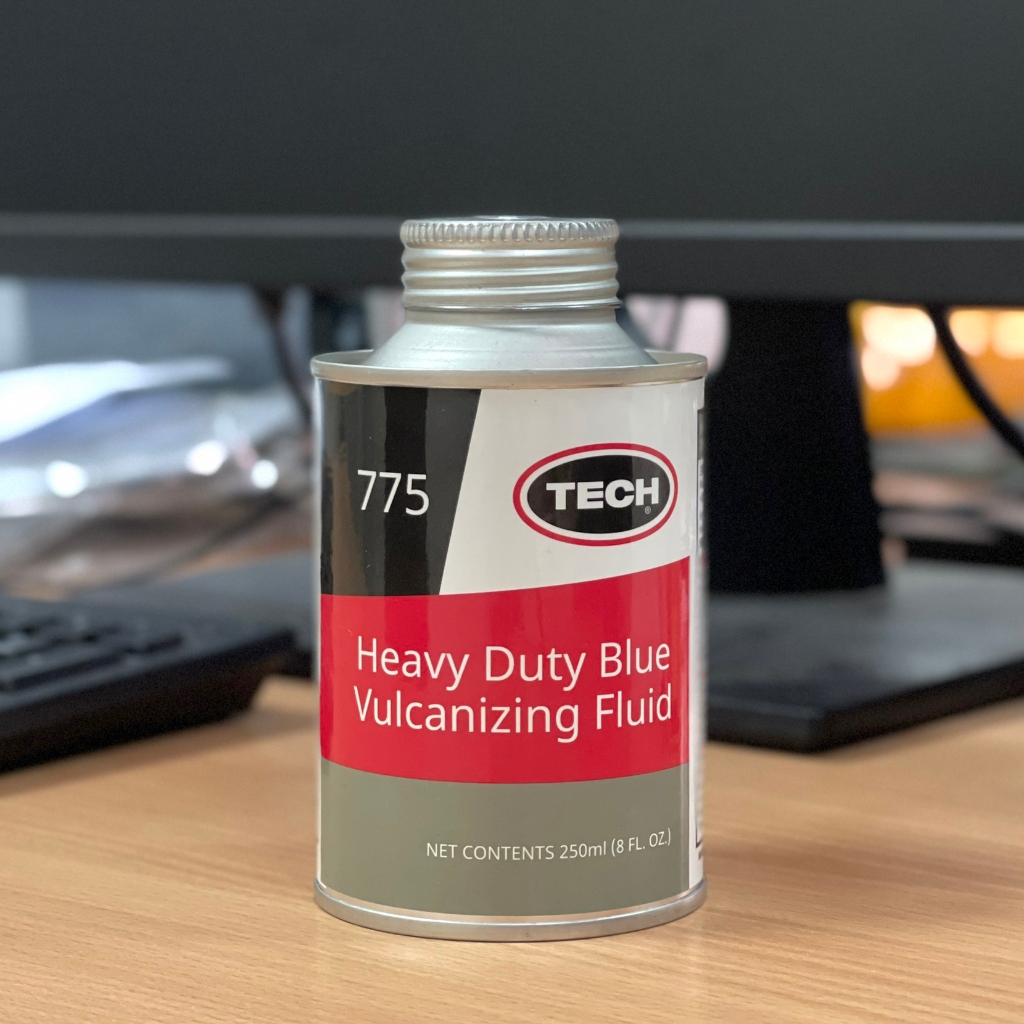 775
TECH®
Heavy Duty Blue
Vulcanizing Fluid
NET CONTENTS 250ml (8 FL. OZ.)